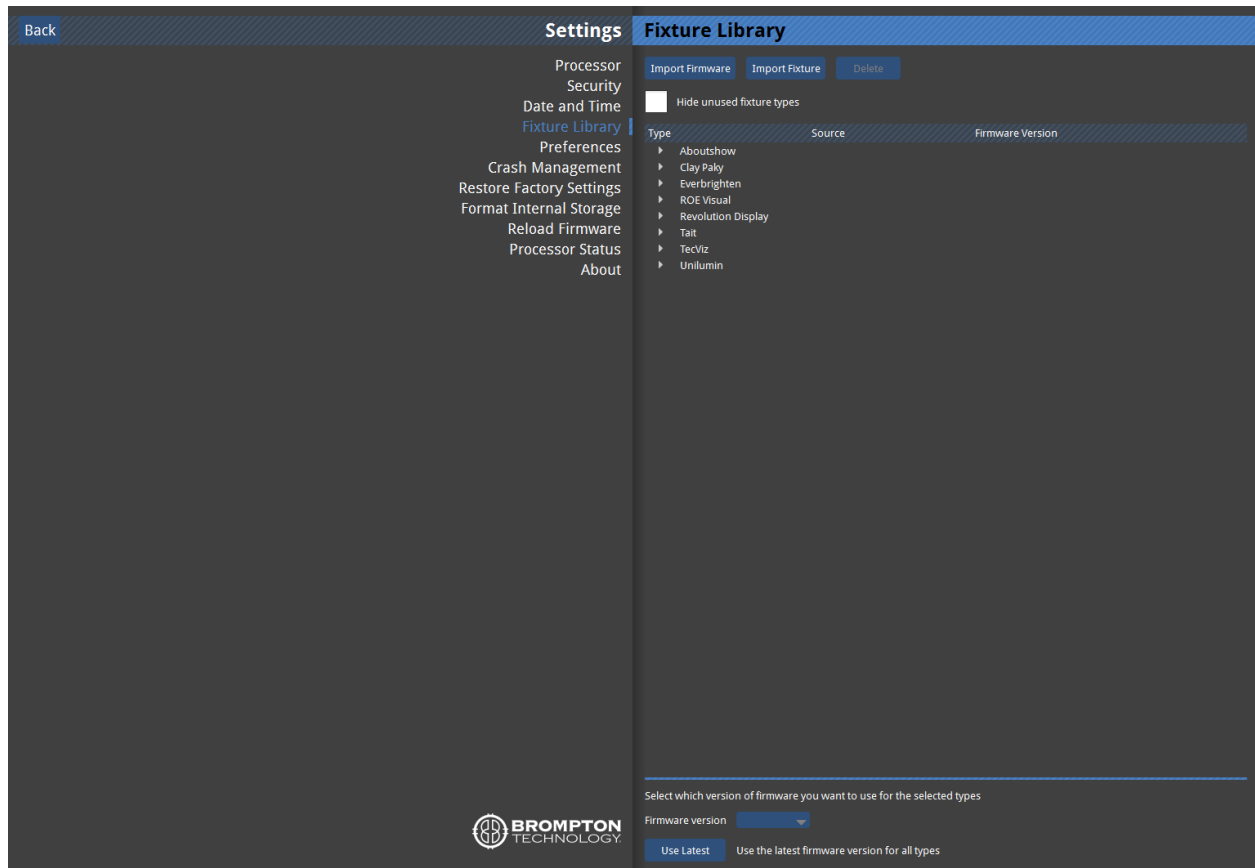 Back
Settings
Processor
Security
Date and Time
Fixture Library
Preferences
Crash Management
Restore Factory Settings
Format Internal Storage
Reload Firmware
Processor Status
About
BROMPTON
TECHNOLOGY
Fixture Library
Import Firmware Import Fixture Delete
Hide unused fixture types
Type Source Firmware Version
Aboutshow
Clay Paky
Everbrighten
ROE Visual
Revolution Display
Tait
TecViz
Unilumin
Select which version of firmware you want to use for the selected types
Firmware version
Use Latest Use the latest firmware version for all types